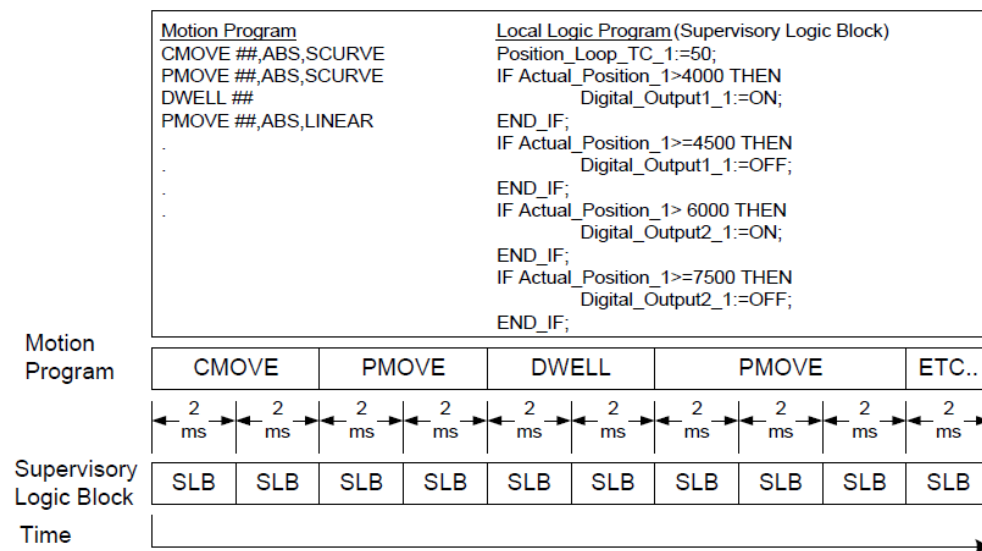 Motion Program
CMOVE ##,ABS,SCURVE
PMOVE ##,ABS,SCURVE
DWELL ##
PMOVE ##,ABS,LINEAR
.
.
.
.
Local Logic Program (Supervisory Logic Block)
Position_Loop_TC_1:=50;
IF Actual_Position_1>4000 THEN
Digital_Output1_1:=ON;
END_IF;
IF Actual_Position_1>=4500 THEN
Digital_Output1_1:=OFF;
END_IF;
IF Actual_Position_1> 6000 THEN
Digital_Output2_1:=ON;
END_IF;
IF Actual_Position_1>=7500 THEN
Digital_Output2_1:=OFF;
END_IF;
Motion
Program
CMOVE PMOVE DWELL PMOVE ETC..
2 2 2 2 2 2 2 2 2 2
ms ms ms ms ms ms ms ms ms ms
Supervisory
Logic Block
SLB SLB SLB SLB SLB SLB SLB SLB SLB SLB
Time